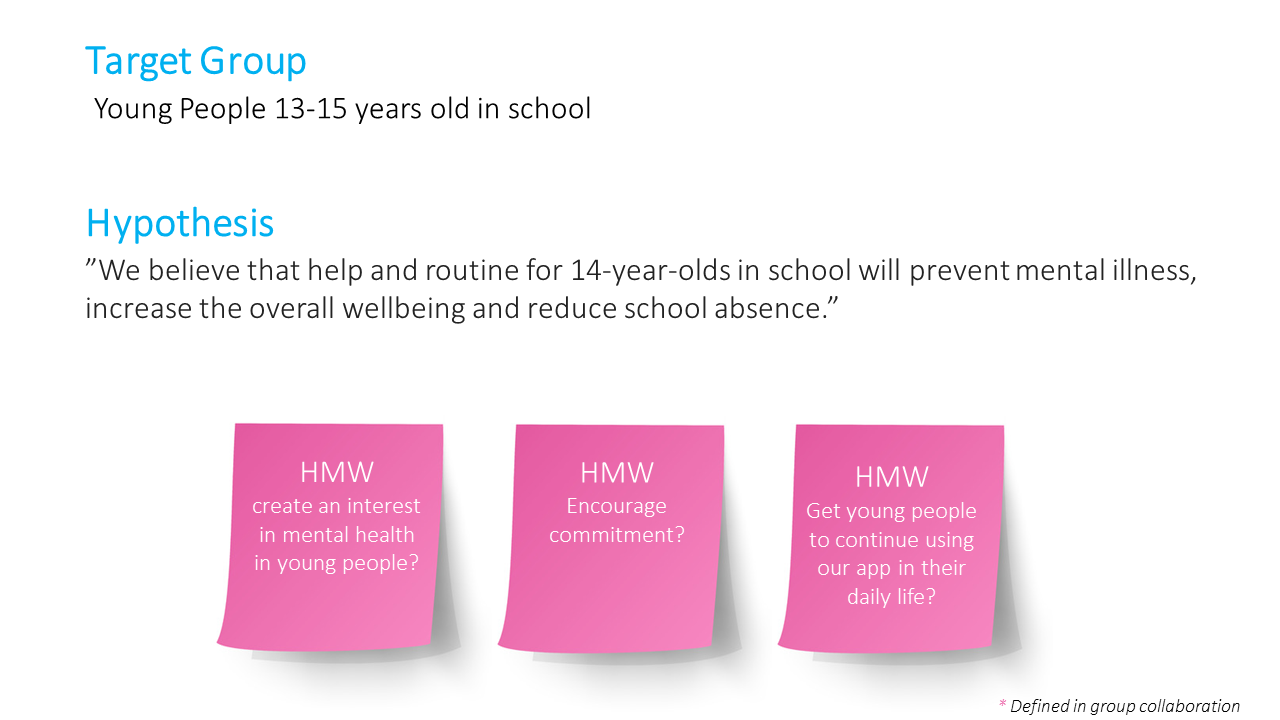 Target Group
Young People 13-15 years old in school
Hypothesis
”We believe that help and routine for 14-year-olds in school will prevent mental illness,
increase the overall wellbeing and reduce school absence.”
HMW
create an interest
in mental health
in young people?
HMW
Encourage
commitment?
HMW
Get young people
to continue using
our app in their
daily life?
* Defined in group collaboration